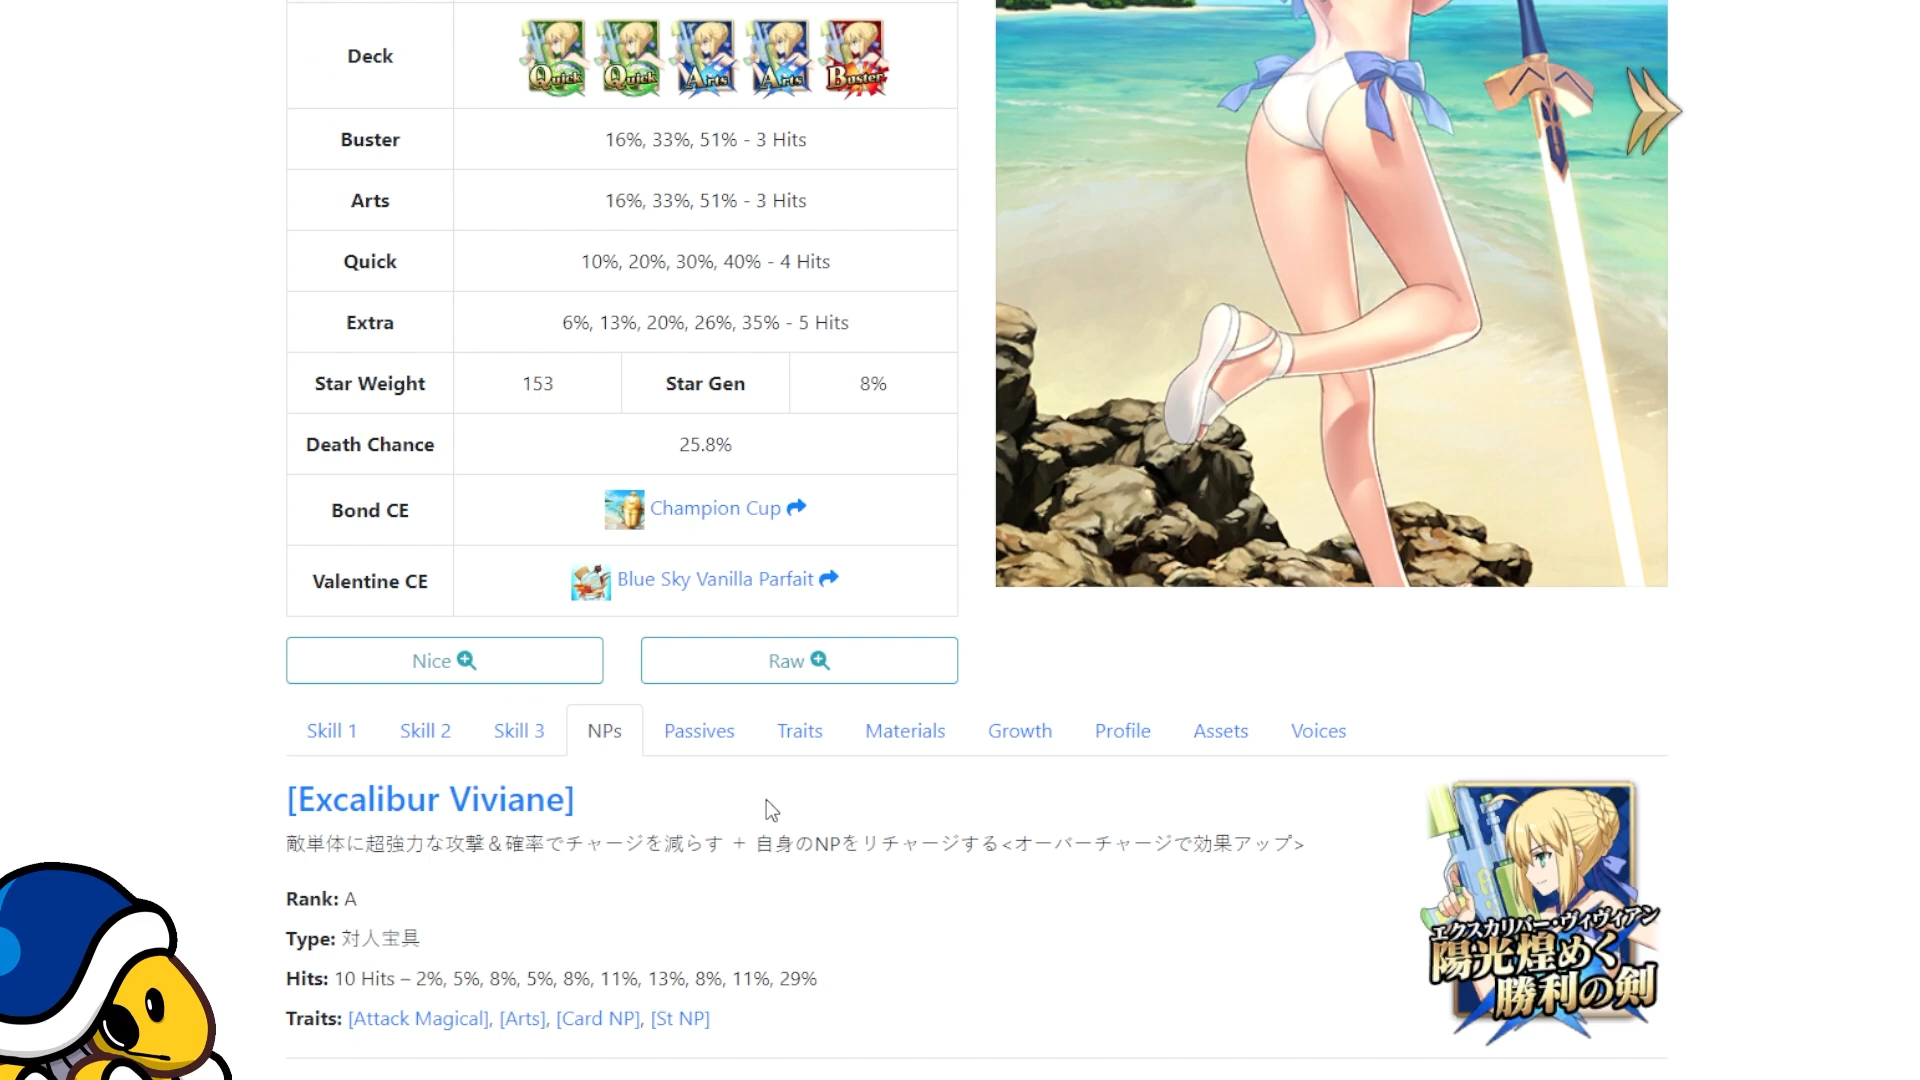 Deck
Quick Quick Arts Arts Buster
Buster 16%, 33%, 51% - 3 Hits
Arts 16%, 33%, 51% - 3 Hits
Quick 10%, 20%, 30%, 40% - 4 Hits
Extra 6%, 13%, 20%, 26%, 35% - 5 Hits
Star Weight 153 Star Gen 8%
Death Chance 25.8%
Bond CE Champion Cup
Valentine CE Blue Sky Vanilla Parfait
Nice Raw
Skill 1 Skill 2 Skill 3 NPs Passives Traits Materials Growth Profile Assets Voices
[Excalibur Viviane]
敵単体に超強力な攻撃&確率でチャージを減らす + 自身のNPをリチャージする<オーバーチャージで効果アップ>
Rank: A
Type: 対人宝具
Hits: 10 Hits – 2%, 5%, 8%, 5%, 8%, 11%, 13%, 8%, 11%, 29%
Traits: [Attack Magical], [Arts], [Card NP], [St NP]
エクスカリバー・ヴィヴィアン
陽光煌めく
勝利の剣